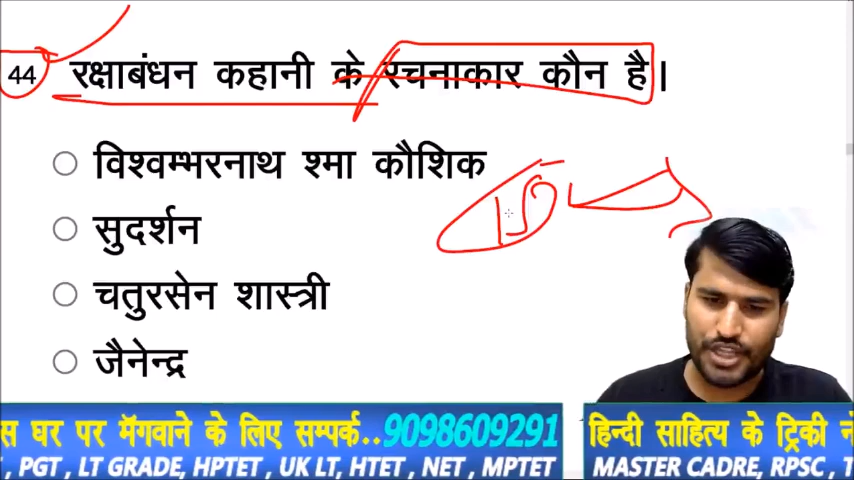 44 रक्षाबंधन कहानी के रचनाकार कौन है।
विश्वम्भरनाथ श्मा कौशिक
सुदर्शन
चतुरसेन शास्त्री
जैनेन्द्र
स घर पर मॅगवाने के लिए सम्पर्क..9098609291
हिन्दी साहित्य के ट्रिकी नो
, PGT , LT GRADE, HPTET , UK LT, HTET , NET , MPTET
MASTER CADRE, RPSC , T